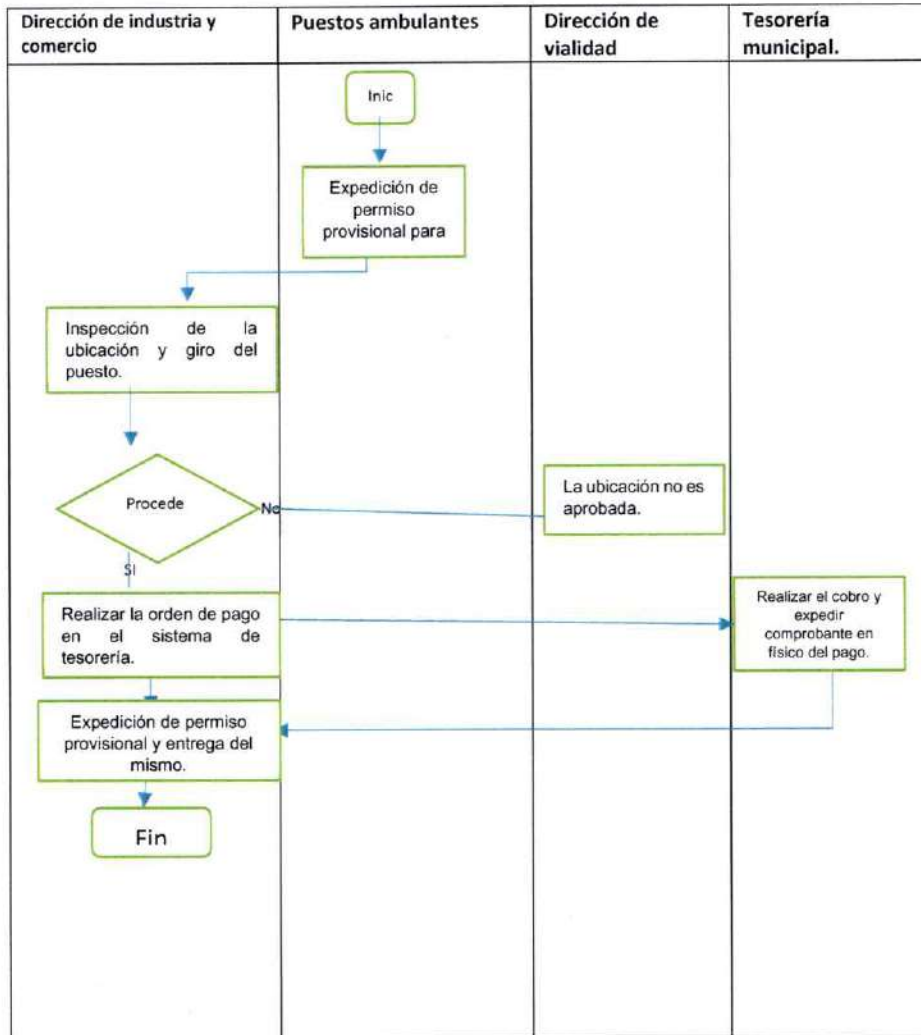 Dirección de industria y
comercio
Puestos ambulantes
Dirección de
vialidad
Tesorería
municipal.
Inic
Expedición de
permiso
provisional para
Inspección de la
ubicación y giro del
puesto.
Procede
No
La ubicación no es
aprobada.
SI
Realizar la orden de pago
en el sistema de
tesorería.
Realizar el cobro y
expedir
comprobante en
físico del pago.
Expedición de permiso
provisional y entrega del
mismo.
Fin